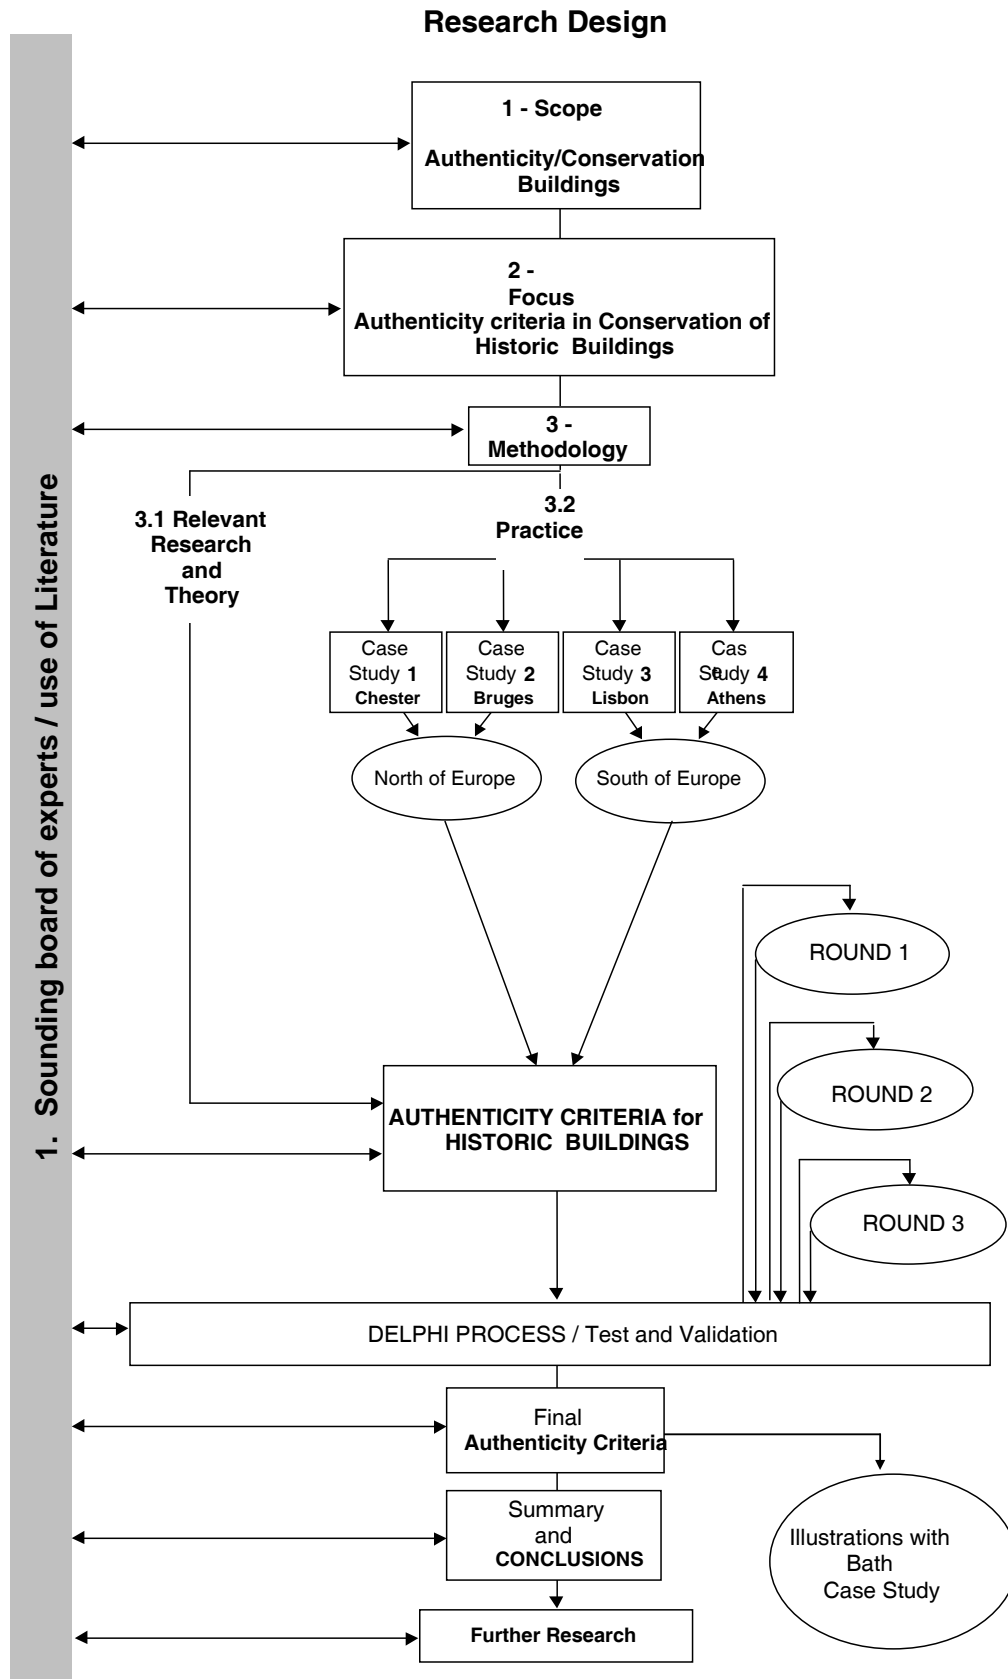 Research Design
1. Sounding board of experts / use of Literature
1 - Scope
Authenticity/Conservation
Buildings
2 -
Focus
Authenticity criteria in Conservation of
Historic Buildings
3 -
Methodology
3.1 Relevant
Research
and
Theory
3.2
Practice
Case
Study 1
Chester
Case
Study 2
Bruges
Case
Study 3
Lisbon
Case
Study 4
Athens
North of Europe
South of Europe
ROUND 1
ROUND 2
ROUND 3
AUTHENTICITY CRITERIA for
HISTORIC BUILDINGS
DELPHI PROCESS / Test and Validation
Final
Authenticity Criteria
Summary
and
CONCLUSIONS
Illustrations with
Bath
Case Study
Further Research